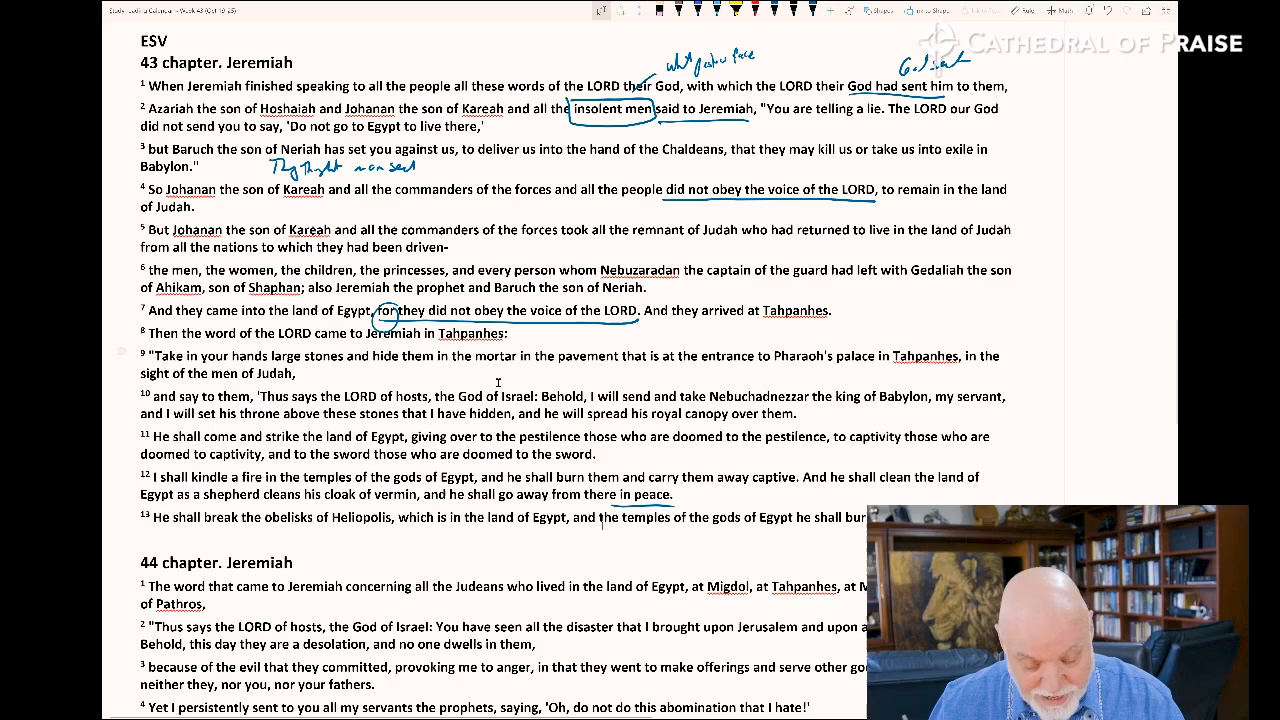 Study reading Calendar - Week 43 (Oct 19-25)
Shapes
Ink to Shape
Rule
Math
CATHEDRAL OF PRAISE
ESV
43 chapter. Jeremiah
1 When Jeremiah finished speaking to all the people all these words of the LORD their God, with which the LORD their God had sent him to them,
2 Azariah the son of Hoshaiah and Johanan the son of Kareah and all the insolent men said to Jeremiah, "You are telling a lie. The LORD our God
did not send you to say, 'Do not go to Egypt to live there,'
3 but Baruch the son of Neriah has set you against us, to deliver us into the hand of the Chaldeans, that they may kill us or take us into exile in
Babylon."
4 So Johanan the son of Kareah and all the commanders of the forces and all the people did not obey the voice of the LORD, to remain in the land
of Judah.
5 But Johanan the son of Kareah and all the commanders of the forces took all the remnant of Judah who had returned to live in the land of Judah
from all the nations to which they had been driven-
6 the men, the women, the children, the princesses, and every person whom Nebuzaradan the captain of the guard had left with Gedaliah the son
of Ahikam, son of Shaphan; also Jeremiah the prophet and Baruch the son of Neriah.
7 And they came into the land of Egypt, for they did not obey the voice of the LORD. And they arrived at Tahpanhes.
8 Then the word of the LORD came to Jeremiah in Tahpanhes:
9 "Take in your hands large stones and hide them in the mortar in the pavement that is at the entrance to Pharaoh's palace in Tahpanhes, in the
sight of the men of Judah,
10 and say to them, 'Thus says the LORD of hosts, the God of Israel: Behold, I will send and take Nebuchadnezzar the king of Babylon, my servant,
and I will set his throne above these stones that I have hidden, and he will spread his royal canopy over them.
11 He shall come and strike the land of Egypt, giving over to the pestilence those who are doomed to the pestilence, to captivity those who are
doomed to captivity, and to the sword those who are doomed to the sword.
12 I shall kindle a fire in the temples of the gods of Egypt, and he shall burn them and carry them away captive. And he shall clean the land of
Egypt as a shepherd cleans his cloak of vermin, and he shall go away from there in peace.
13 He shall break the obelisks of Heliopolis, which is in the land of Egypt, and the temples of the gods of Egypt he shall bur
44 chapter. Jeremiah
1 The word that came to Jeremiah concerning all the Judeans who lived in the land of Egypt, at Migdol, at Tahpanhes, at M
of Pathros,
2 "Thus says the LORD of hosts, the God of Israel: You have seen all the disaster that I brought upon Jerusalem and upon a
Behold, this day they are a desolation, and no one dwells in them,
3 because of the evil that they committed, provoking me to anger, in that they went to make offerings and serve other go
neither they, nor you, nor your fathers.
4 Yet I persistently sent to you all my servants the prophets, saying, 'Oh, do not do this abomination that I hate!'